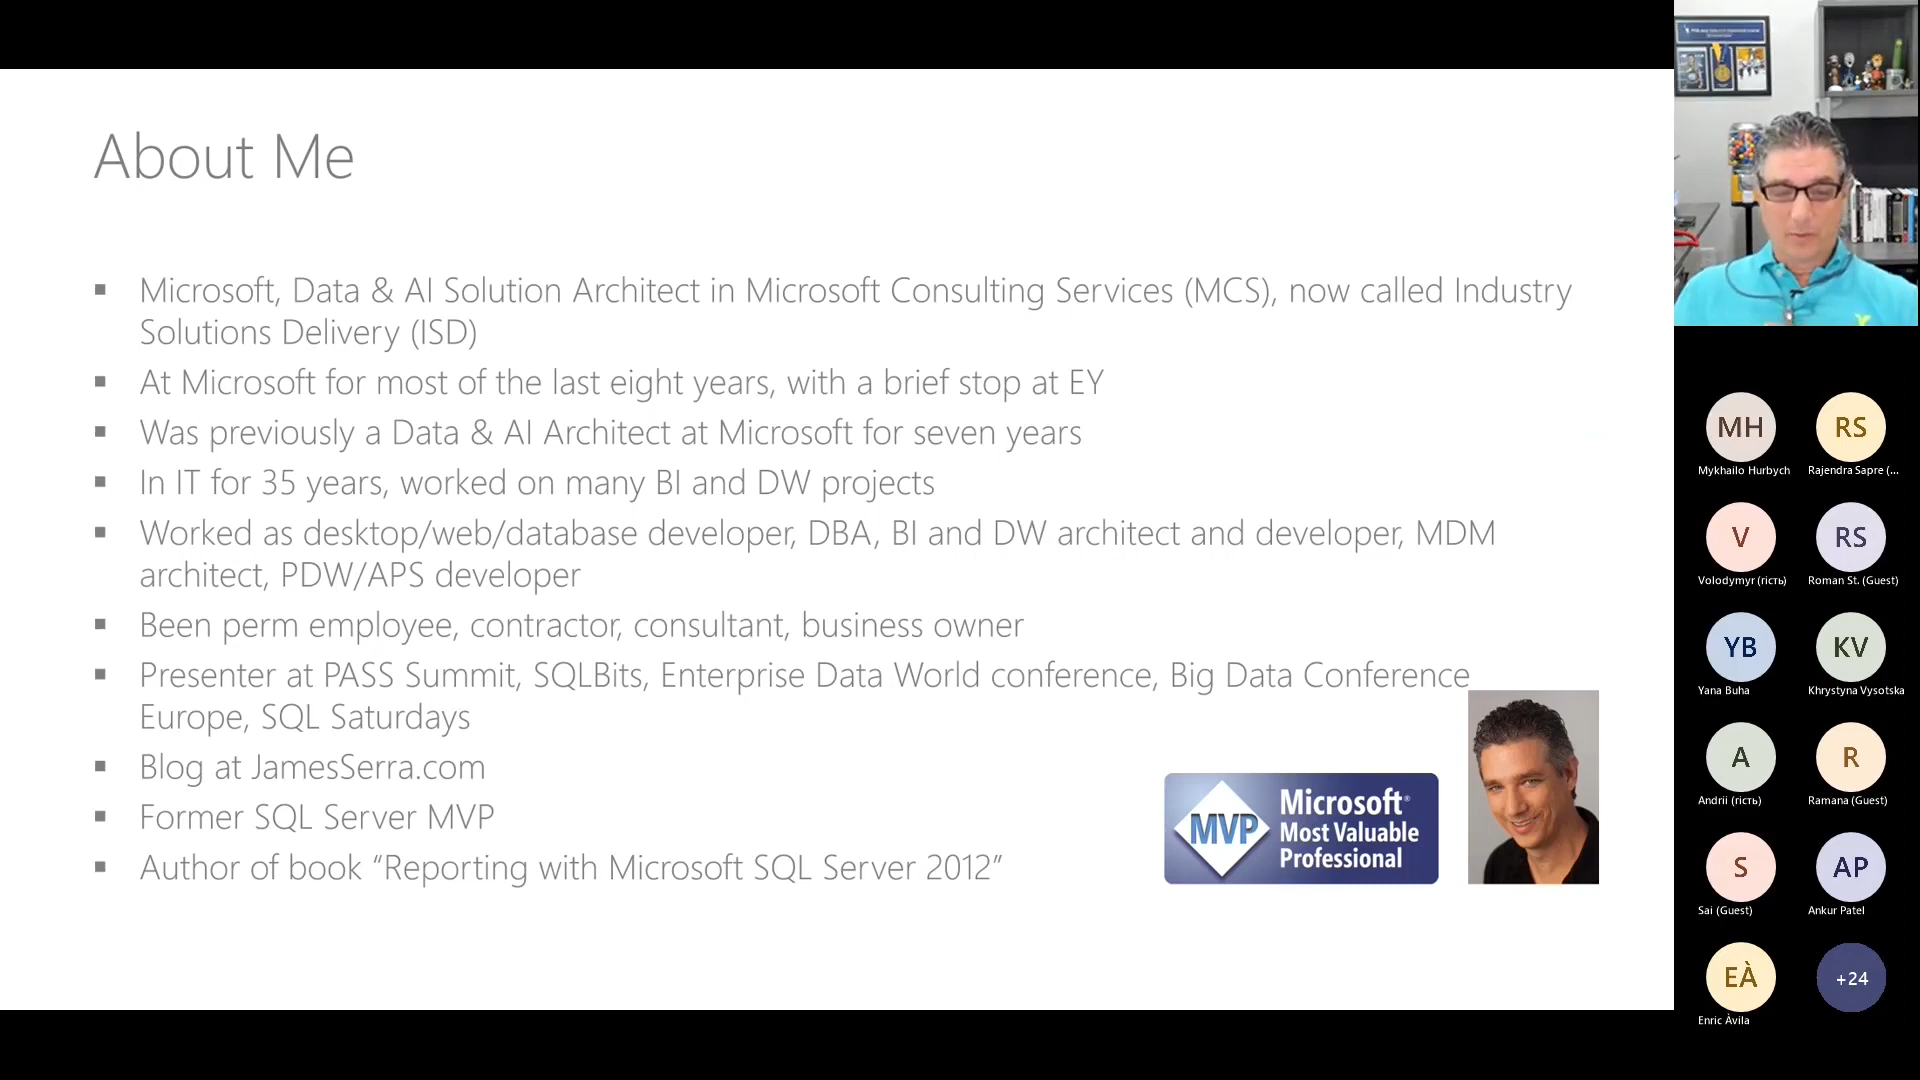 About Me
Microsoft, Data & AI Solution Architect in Microsoft Consulting Services (MCS), now called Industry
Solutions Delivery (ISD)
At Microsoft for most of the last eight years, with a brief stop at EY
Was previously a Data & AI Architect at Microsoft for seven years
In IT for 35 years, worked on many BI and DW projects
Worked as desktop/web/database developer, DBA, BI and DW architect and developer, MDM
architect, PDW/APS developer
Been perm employee, contractor, consultant, business owner
Presenter at PASS Summit, SQLBits, Enterprise Data World conference, Big Data Conference
Europe, SQL Saturdays
Blog at JamesSerra.com
Former SQL Server MVP
Author of book “Reporting with Microsoft SQL Server 2012”
MVP
Microsoft®
Most Valuable
Professional
MH
RS
Mykhailo Hurbych
Rajendra Sapre (...
V
RS
Volodymyr (гість)
Roman St. (Guest)
YB
KV
Yana Buha
Khrystyna Vysotska
A
R
Andrii (гість)
Ramana (Guest)
S
AP
Sai (Guest)
Ankur Patel
EÀ
+24
Enric Àvila